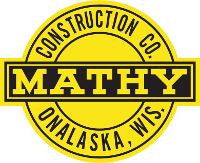 CONSTRUCTION CO.
MATHY
ONALASKA, WIS.